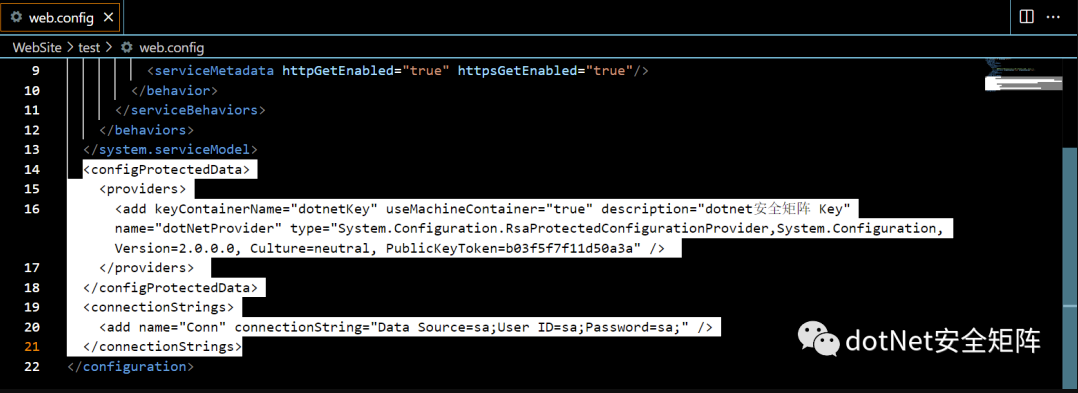 web.config
WebSite > test > web.config
9 <serviceMetadata httpGetEnabled="true" httpsGetEnabled="true"/>
10 </behavior>
11 </serviceBehaviors>
12 </behaviors>
13 </system.serviceModel>
14 <configProtectedData>
15 <providers>
16 <add keyContainerName="dotnetKey" useMachineContainer="true" description="dotnet安全矩阵 Key"
name="dotNetProvider" type="System.Configuration.RsaProtectedConfigurationProvider,System.Configuration,
Version=2.0.0.0, Culture=neutral, PublicKeyToken=b03f5f7f11d50a3a" />
17 </providers>
18 </configProtectedData>
19 <connectionStrings>
20 <add name="Conn" connectionString="Data Source=sa;User ID=sa;Password=sa;" />
21 </connectionStrings>
22 </configuration>
dotNet安全矩阵